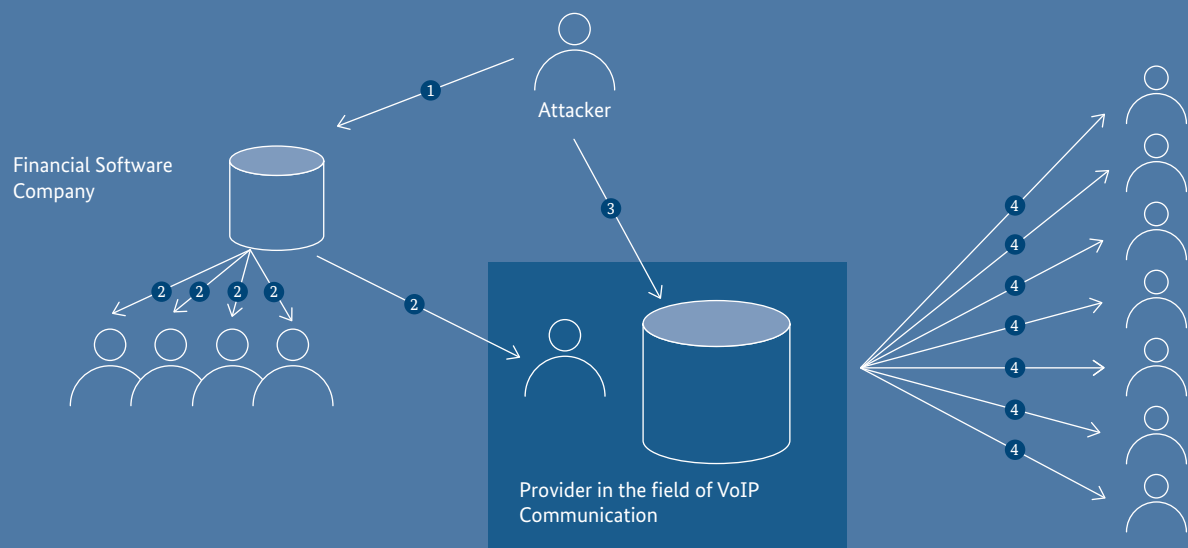 Attacker
1
Financial Software
Company
3
2
2
2
2
2
4
4
4
4
4
4
4
Provider in the field of VoIP
Communication